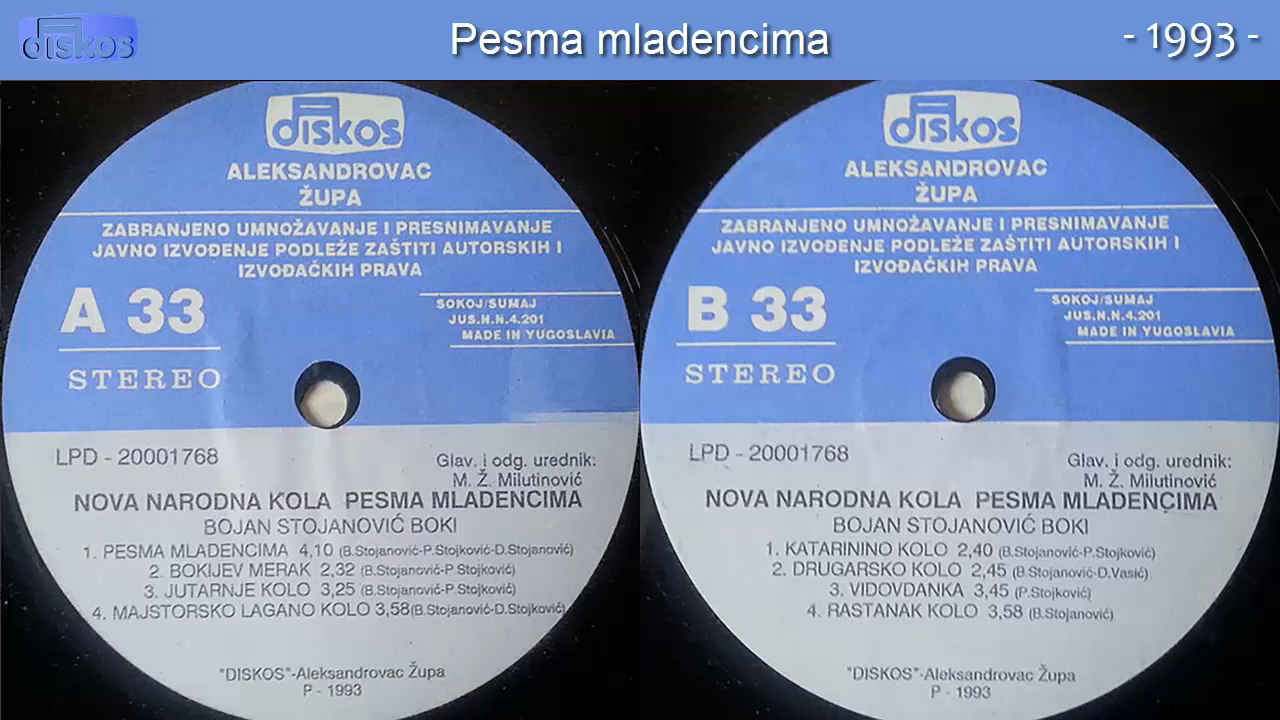 diskos
Pesma mladencima
- 1993 -
diskos
ALEKSANDROVAC
ŽUPA
ZABRANJENO UMNOŽAVANJE I PRESNIMAVANJE
JAVNO IZVOĐENJE PODLEŽE ZAŠTITI AUTORSKIH I
IZVOĐAČKIH PRAVA
A 33
SOKOJ/SUMAJ
JUS.N.N.4.201
MADE IN YUGOSLAVIA
STEREO
LPD - 20001768
Glav. i odg. urednik:
M. Ž. Milutinović
NOVA NARODNA KOLA PESMA MLADENCIMA
BOJAN STOJANOVIĆ BOKI
1. PESMA MLADENCIMA 4,10 (B.Stojanović-P.Stojković-D.Stojanović)
2. BOKIJEV MERAK 2,32 (B.Stojanović-P.Stojković)
3. JUTARNJE KOLO 3,25 (B.Stojanović-P.Stojković)
4. MAJSTORSKO LAGANO KOLO 3,58(B.Stojanović-D.Stojković)
"DISKOS"-Aleksandrovac Župa
P - 1993
diskos
ALEKSANDROVAC
ŽUPA
ZABRANJENO UMNOŽAVANJE I PRESNIMAVANJE
JAVNO IZVOĐENJE PODLEŽE ZAŠTITI AUTORSKIH I
IZVOĐAČKIH PRAVA
B 33
SOKOJ/SUMAJ
JUS.N.N.4.201
MADE IN YUGOSLAVIA
STEREO
LPD - 20001768
Glav. i odg. urednik:
M. Ž. Milutinović
NOVA NARODNA KOLA PESMA MLADENCIMA
BOJAN STOJANOVIĆ BOKI
1. KATARININO KOLO 2,40 (B.Stojanović-P.Stojković)
2. DRUGARSKO KOLO 2,45 (B.Stojanović-D.Vasić)
3. VIDOVDANKA 3,45 (P.Stojković)
4. RASTANAK KOLO 3,58 (B.Stojanović)
"DISKOS"-Aleksandrovac Župa
P - 1993